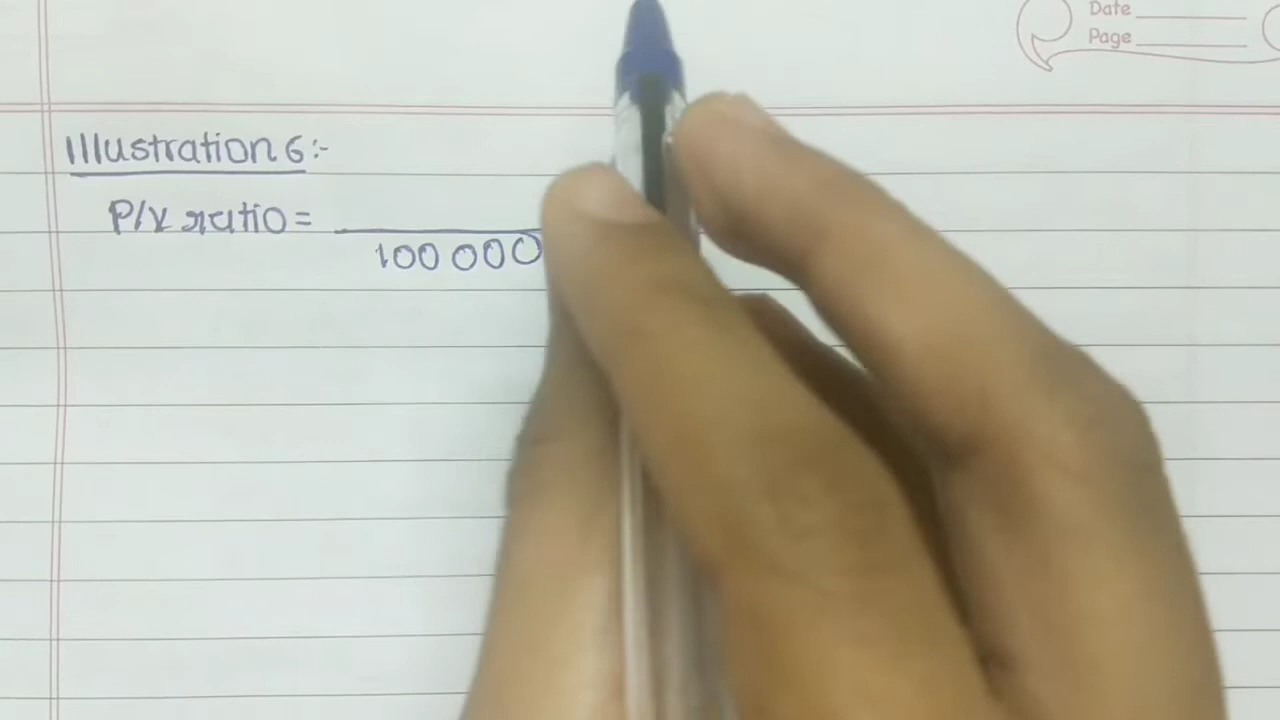 Date
Page
Illustration 6:-
P/V ratio =
100 000